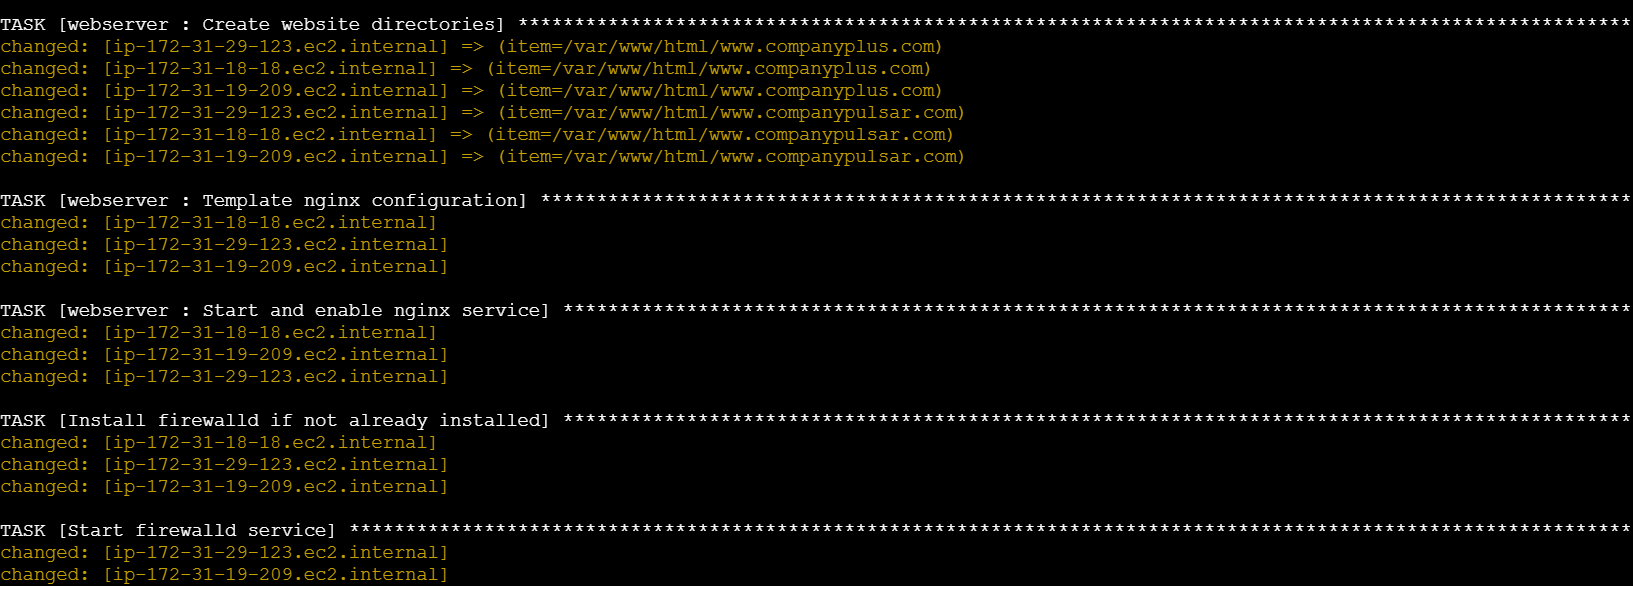 TASK [webserver : Create website directories] ***************************************************************************************************
changed: [ip-172-31-29-123.ec2.internal] => (item=/var/www/html/www.companyplus.com)
changed: [ip-172-31-18-18.ec2.internal] => (item=/var/www/html/www.companyplus.com)
changed: [ip-172-31-19-209.ec2.internal] => (item=/var/www/html/www.companyplus.com)
changed: [ip-172-31-29-123.ec2.internal] => (item=/var/www/html/www.companypulsar.com)
changed: [ip-172-31-18-18.ec2.internal] => (item=/var/www/html/www.companypulsar.com)
changed: [ip-172-31-19-209.ec2.internal] => (item=/var/www/html/www.companypulsar.com)
TASK [webserver : Template nginx configuration] *************************************************************************************************
changed: [ip-172-31-18-18.ec2.internal]
changed: [ip-172-31-29-123.ec2.internal]
changed: [ip-172-31-19-209.ec2.internal]
TASK [webserver : Start and enable nginx service] ***********************************************************************************************
changed: [ip-172-31-18-18.ec2.internal]
changed: [ip-172-31-19-209.ec2.internal]
changed: [ip-172-31-29-123.ec2.internal]
TASK [Install firewalld if not already installed] ***********************************************************************************************
changed: [ip-172-31-18-18.ec2.internal]
changed: [ip-172-31-29-123.ec2.internal]
changed: [ip-172-31-19-209.ec2.internal]
TASK [Start firewalld service] ******************************************************************************************************************
changed: [ip-172-31-29-123.ec2.internal]
changed: [ip-172-31-19-209.ec2.internal]